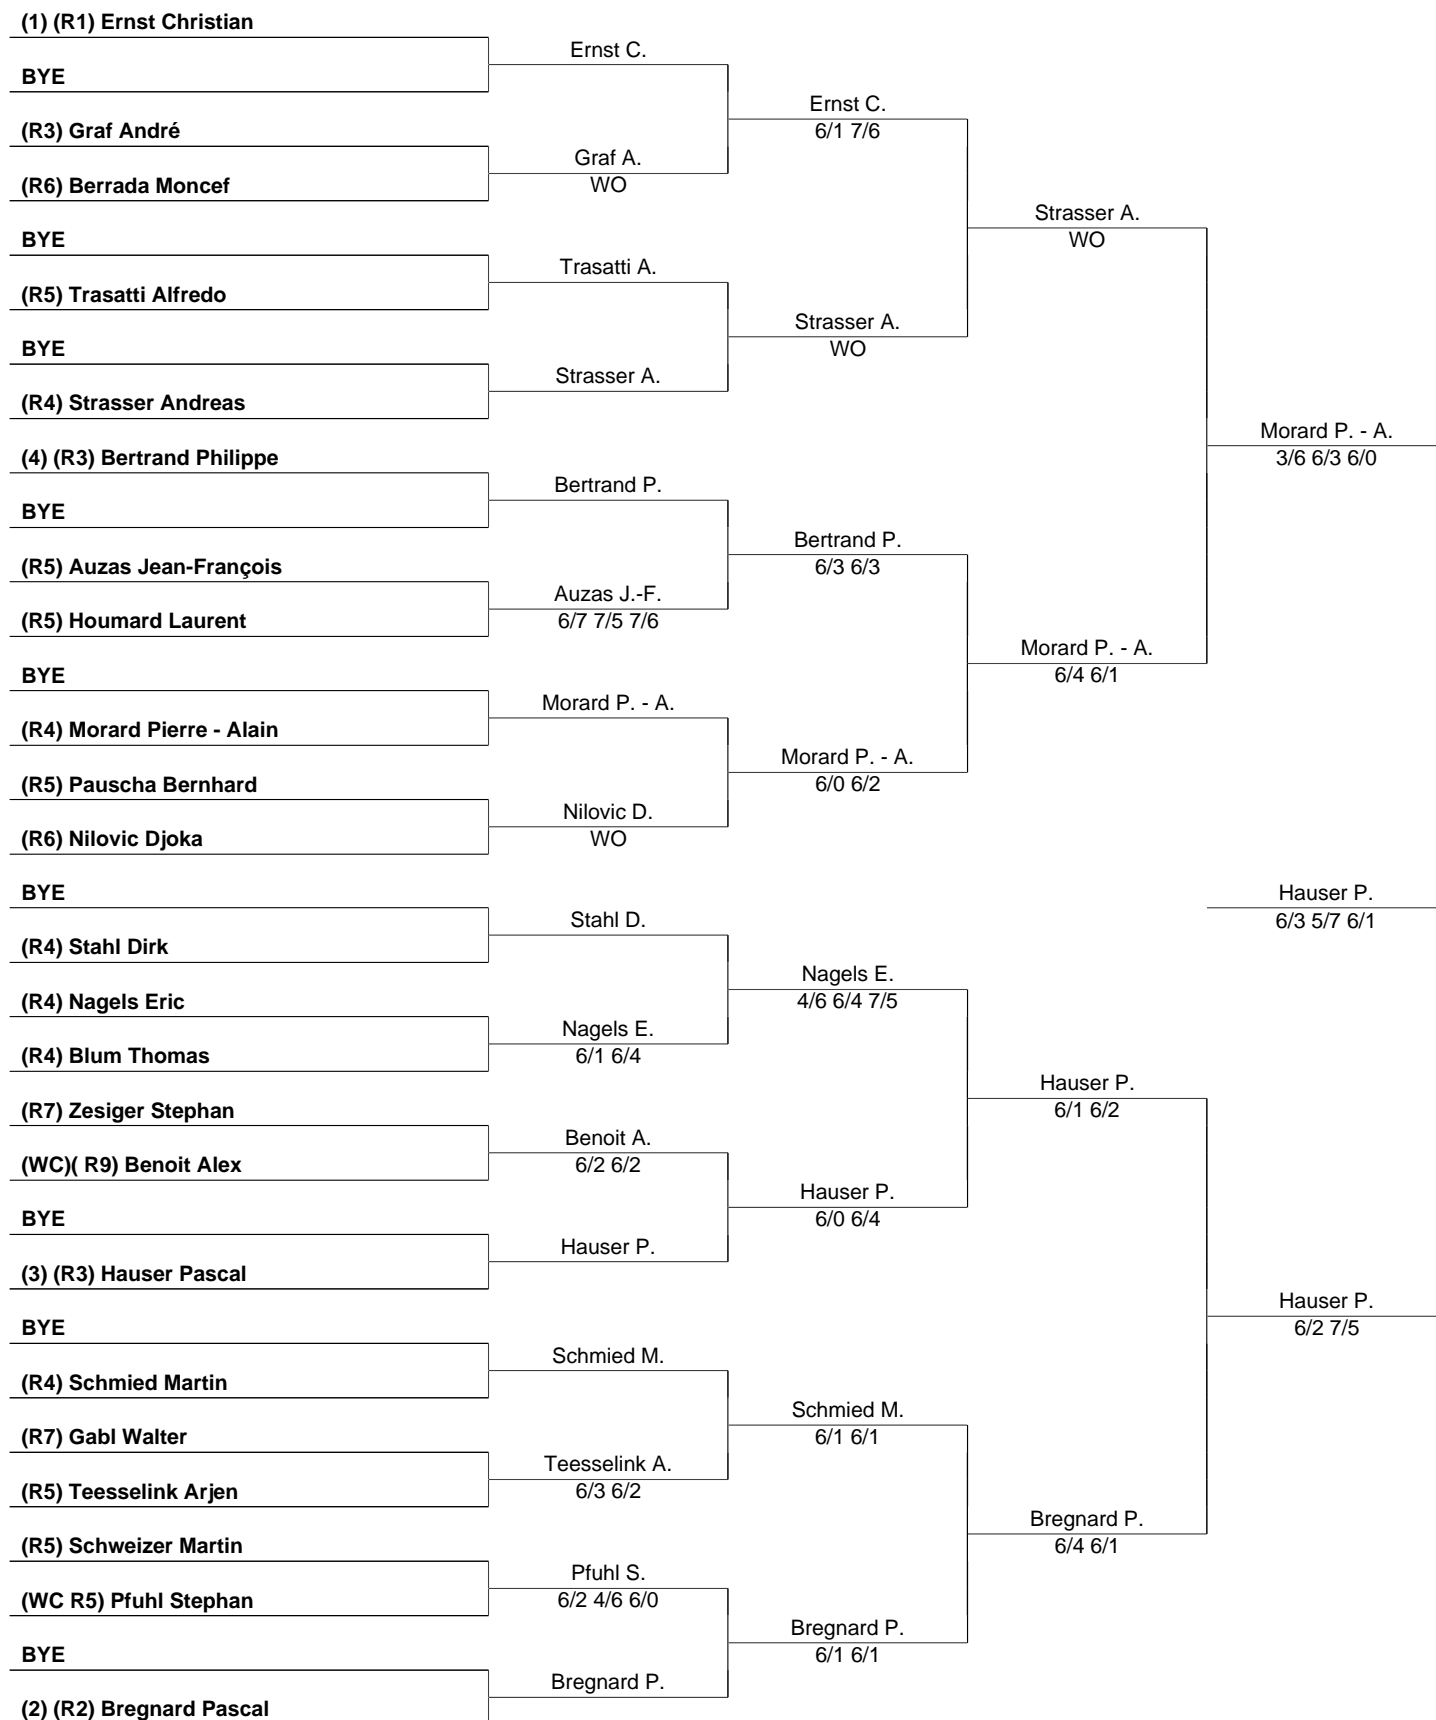 (1) (R1) Ernst Christian
Ernst C.
BYE
Ernst C.
6/1 7/6
(R3) Graf André
Graf A.
WO
(R6) Berrada Moncef
Strasser A.
WO
BYE
Trasatti A.
(R5) Trasatti Alfredo
Strasser A.
WO
BYE
Strasser A.
(R4) Strasser Andreas
Morard P. - A.
3/6 6/3 6/0
(4) (R3) Bertrand Philippe
Bertrand P.
BYE
Bertrand P.
6/3 6/3
(R5) Auzas Jean-François
Auzas J.-F.
6/7 7/5 7/6
(R5) Houmard Laurent
Morard P. - A.
6/4 6/1
BYE
Morard P. - A.
(R4) Morard Pierre - Alain
Morard P. - A.
6/0 6/2
(R5) Pauscha Bernhard
Nilovic D.
WO
(R6) Nilovic Djoka
BYE
Hauser P.
6/3 5/7 6/1
Stahl D.
(R4) Stahl Dirk
Nagels E.
4/6 6/4 7/5
(R4) Nagels Eric
Nagels E.
6/1 6/4
(R4) Blum Thomas
Hauser P.
6/1 6/2
(R7) Zesiger Stephan
Benoit A.
6/2 6/2
(WC)( R9) Benoit Alex
Hauser P.
6/0 6/4
BYE
Hauser P.
(3) (R3) Hauser Pascal
Hauser P.
6/2 7/5
BYE
Schmied M.
(R4) Schmied Martin
Schmied M.
6/1 6/1
(R7) Gabl Walter
Teesselink A.
6/3 6/2
(R5) Teesselink Arjen
Bregnard P.
6/4 6/1
(R5) Schweizer Martin
Pfuhl S.
6/2 4/6 6/0
(WC R5) Pfuhl Stephan
Bregnard P.
6/1 6/1
BYE
Bregnard P.
(2) (R2) Bregnard Pascal